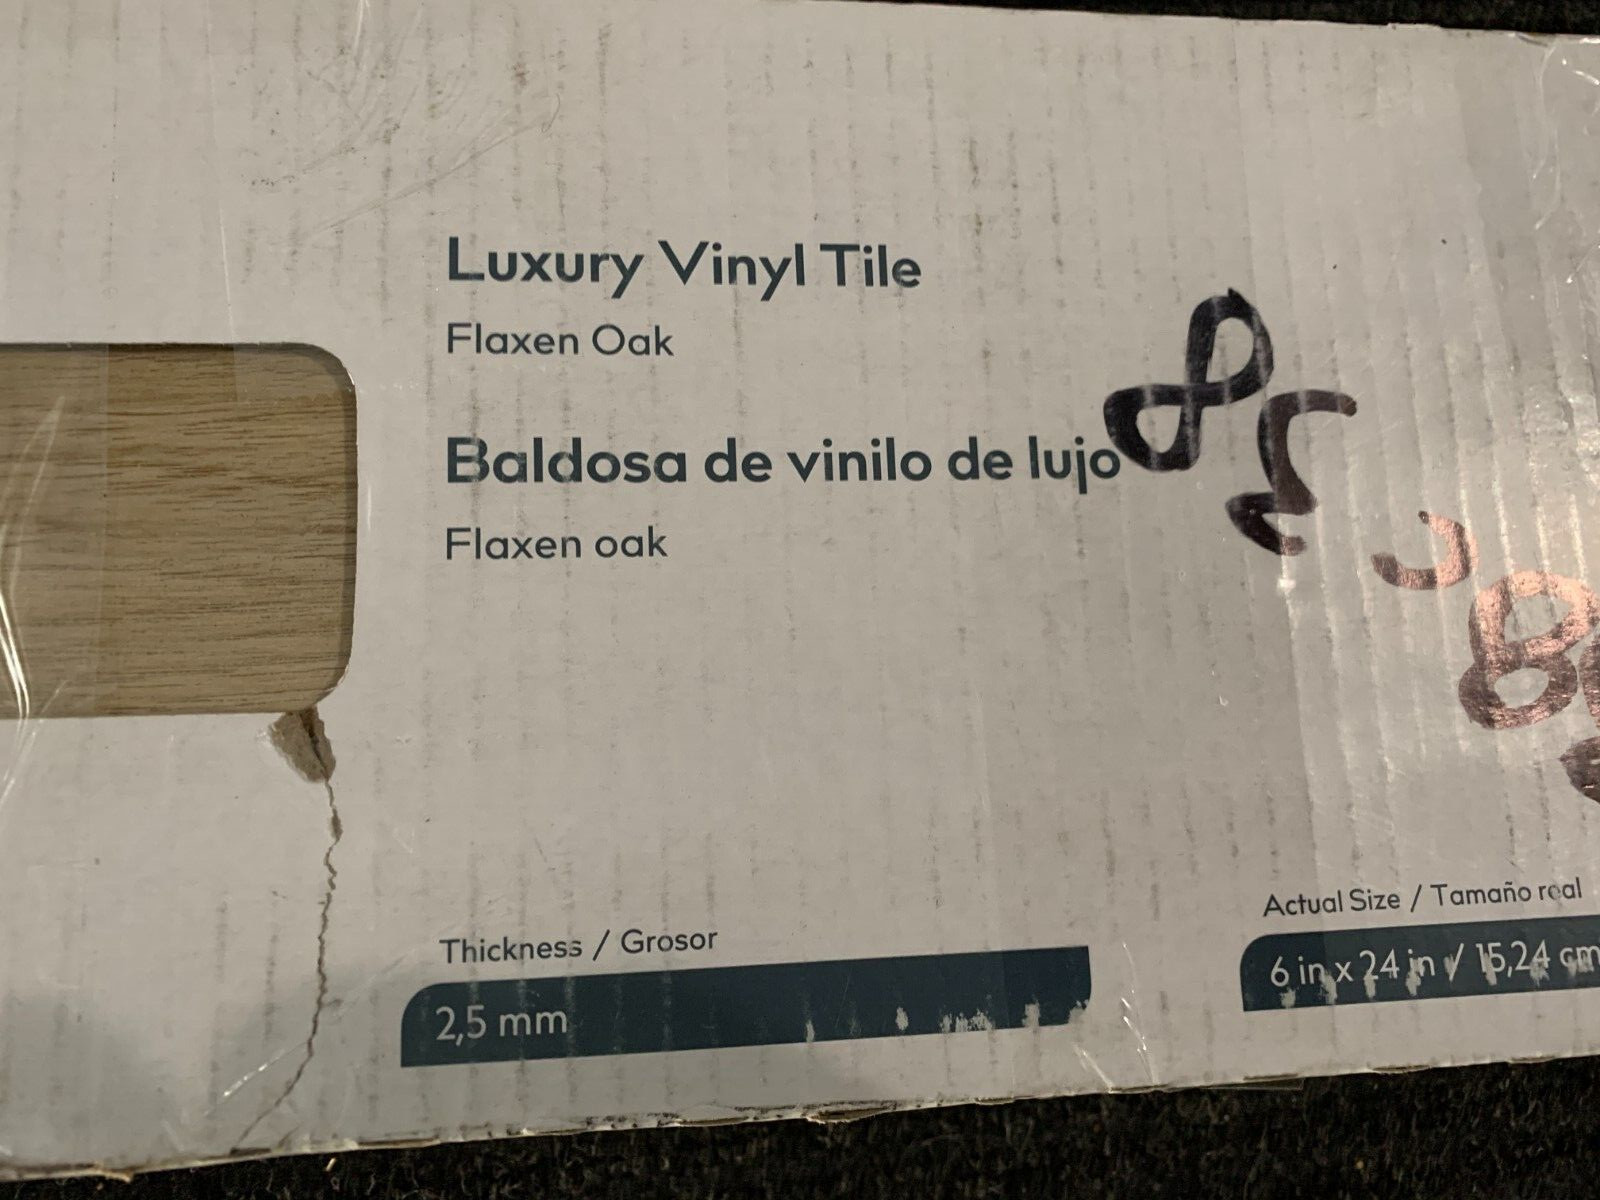 Luxury Vinyl Tile
Flaxen Oak
Baldosa de vinilo de lujo
Flaxen oak
Thickness / Grosor
2,5 mm
Actual Size / Tamaño real
6 in x 24 in / 15,24 cm